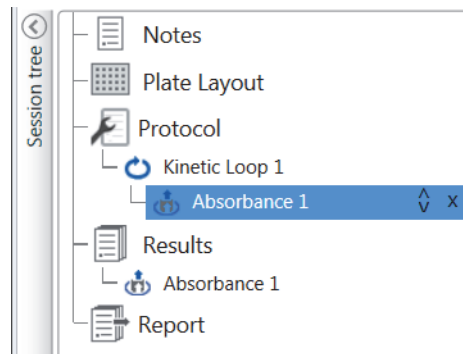 Session tree
Notes
Plate Layout
Protocol
Kinetic Loop 1
Absorbance 1 x
Results
Absorbance 1
Report